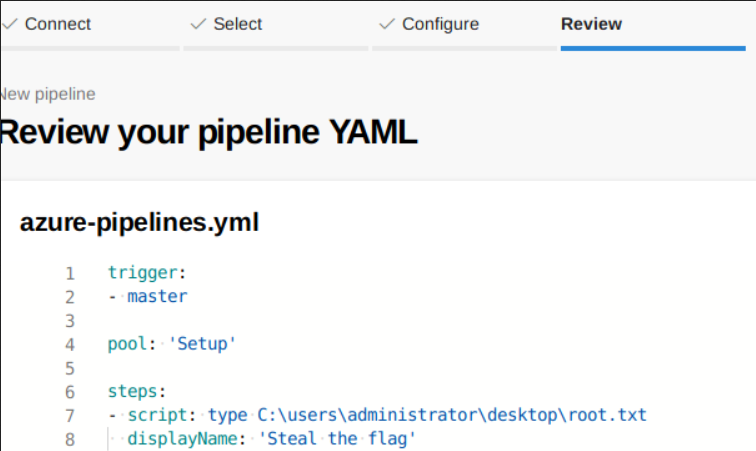 Connect Select Configure Review
New pipeline
Review your pipeline YAML
azure-pipelines.yml
1 trigger:
2 - master
3
4 pool: 'Setup'
5
6 steps:
7 - script: type C:\users\administrator\desktop\root.txt
8 displayName: 'Steal the flag'